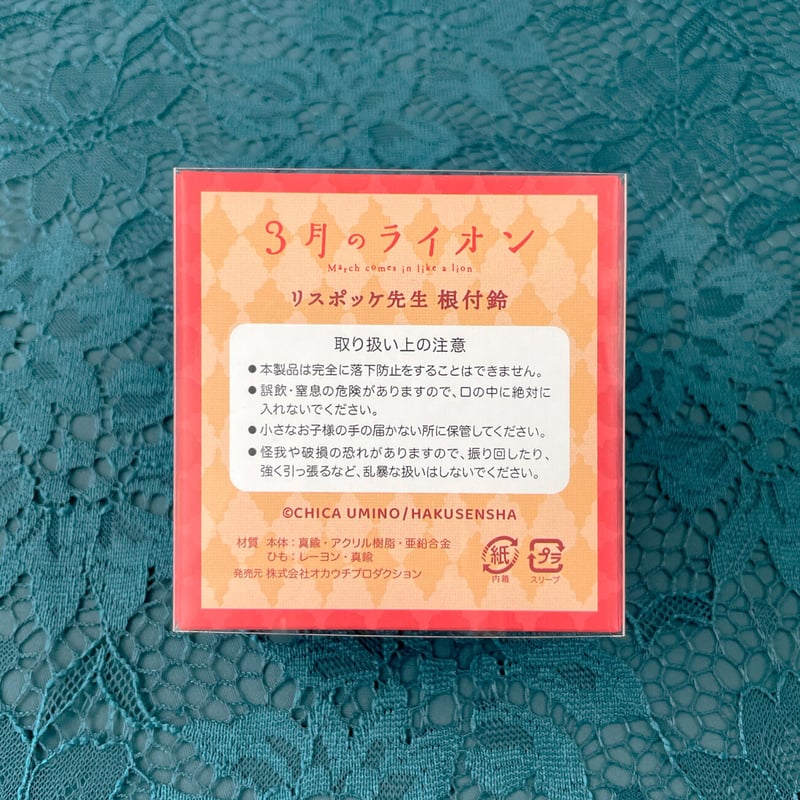 3月のライオン
March comes in like a lion
リスポッケ先生 根付鈴
取り扱い上の注意
●本製品は完全に落下防止をすることはできません。
●誤飲・窒息の危険がありますので、口の中に絶対に
入れないでください。
●小さなお子様の手の届かない所に保管してください。
●怪我や破損の恐れがありますので、振り回したり、
強く引っ張るなど、乱暴な扱いはしないでください。
©CHICA UMINO/HAKUSENSHA
材質 本体：真鍮・アクリル樹脂・亜鉛合金
ひも：レーヨン・真鍮
発売元 株式会社オカウチプロダクション
紙 プラ
内箱 スリーブ